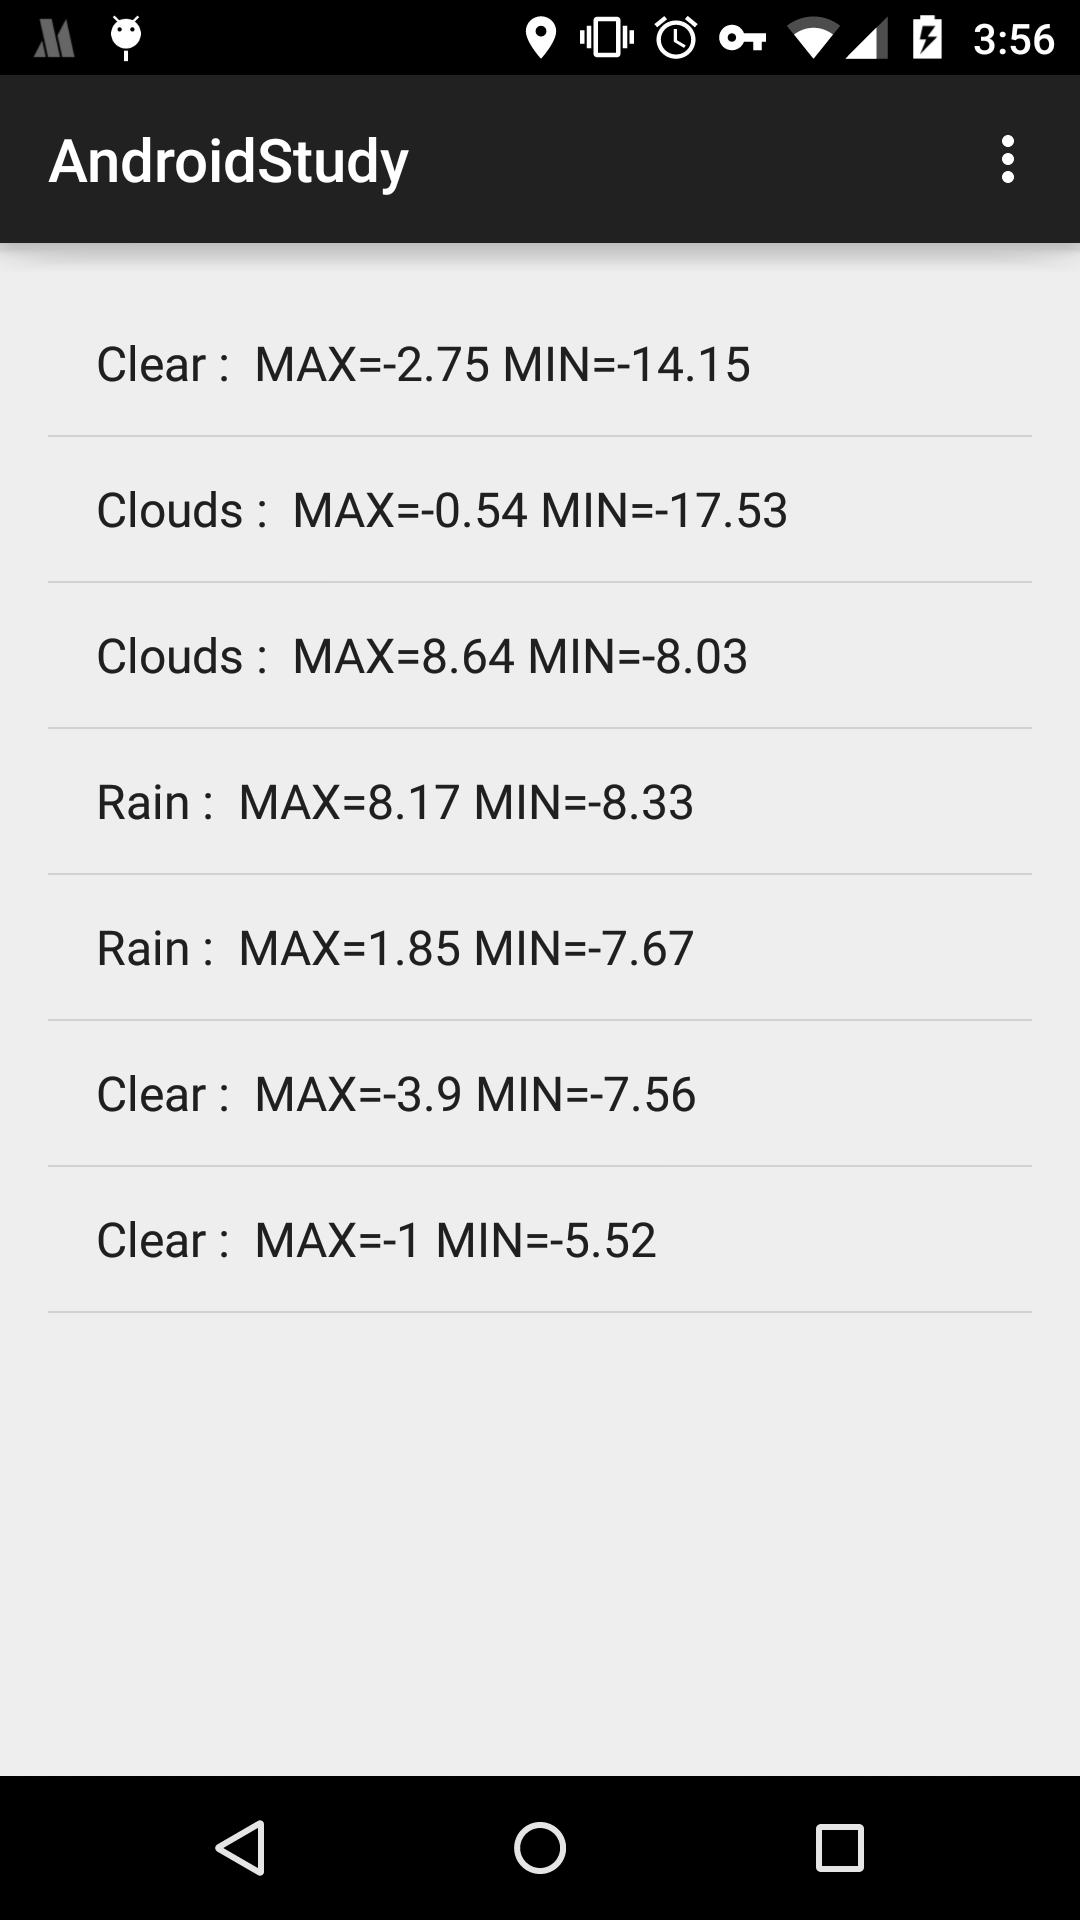 3:56
AndroidStudy
Clear :  MAX=-2.75 MIN=-14.15
Clouds :  MAX=-0.54 MIN=-17.53
Clouds :  MAX=8.64 MIN=-8.03
Rain :  MAX=8.17 MIN=-8.33
Rain :  MAX=1.85 MIN=-7.67
Clear :  MAX=-3.9 MIN=-7.56
Clear :  MAX=-1 MIN=-5.52